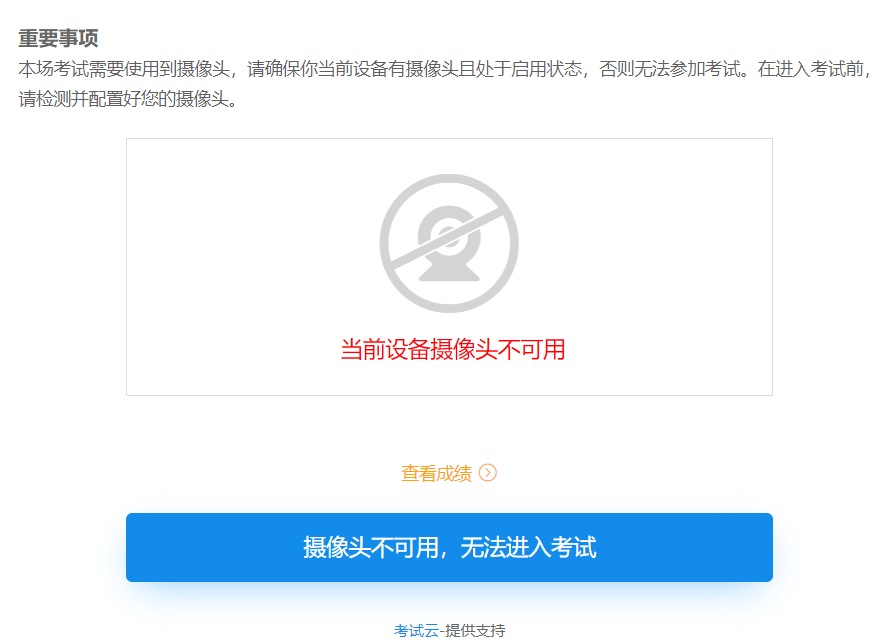 重要事项
本场考试需要使用到摄像头，请确保你当前设备有摄像头且处于启用状态，否则无法参加考试。在进入考试前，
请检测并配置好您的摄像头。
当前设备摄像头不可用
查看成绩
摄像头不可用，无法进入考试
考试云-提供支持